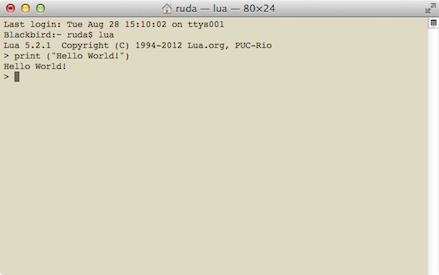 ruda — lua — 80×24
Last login: Tue Aug 28 15:10:02 on ttys001
Blackbird:~ ruda$ lua
Lua 5.2.1  Copyright (C) 1994-2012 Lua.org, PUC-Rio
> print ("Hello World!")
Hello World!
>